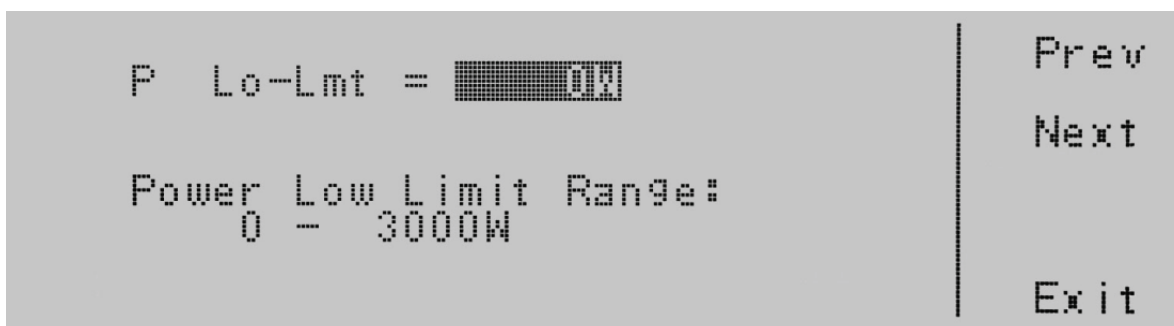 P Lo-Lmt = 0W
Power Low Limit Range:
0 - 3000W
Prev
Next
Exit